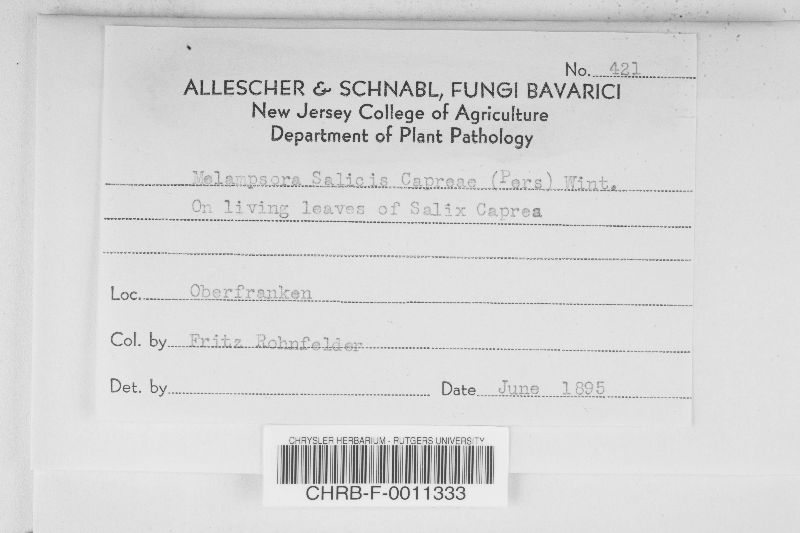 No. 421
ALLESCHER & SCHNABL, FUNGI BAVARICI
New Jersey College of Agriculture
Department of Plant Pathology
Melampsora Salicis Capreae (Pers) Wint.
On living leaves of Salix Caprea
Loc. Oberfranken
Col. by Fritz Rohnfelder
Det. by Date June 1895
CHRYSLER HERBARIUM - RUTGERS UNIVERSITY
CHRB-F-0011333